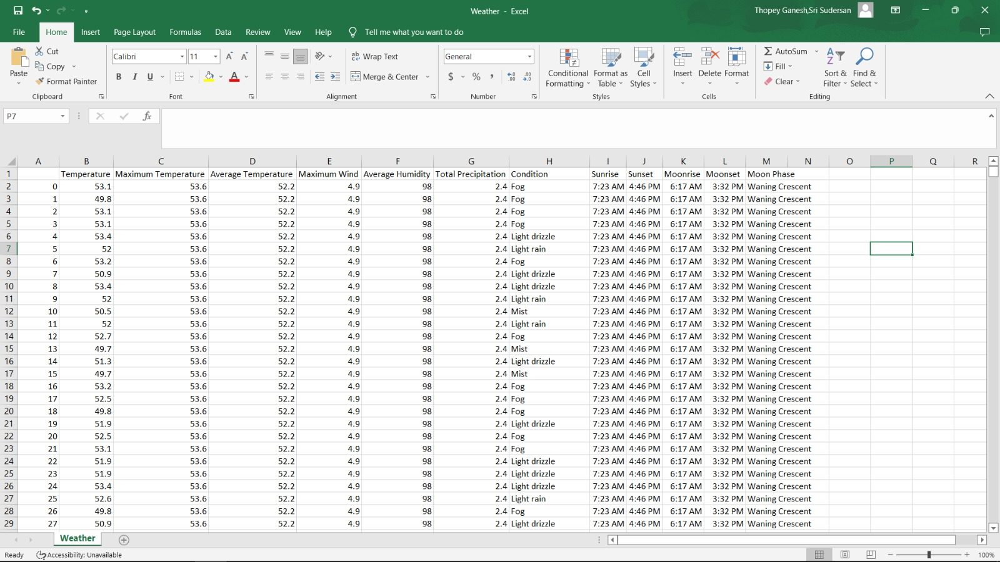 Weather - Excel
Thopey Ganesh,Sri Sudersan
File Home Insert Page Layout Formulas Data Review View Help Tell me what you want to do
Paste
Cut
Copy
Format Painter
Clipboard
Calibri 11
B I U
Font
Wrap Text
Merge & Center
Alignment
General
$ % ,
Number
Conditional Formatting
Format as Table
Cell Styles
Styles
Insert Delete Format
Cells
AutoSum
Fill
Clear
Sort & Filter
Find & Select
Editing
P7 fx
A B C D E F G H I J K L M N O P Q R
1 Temperature Maximum Temperature Average Temperature Maximum Wind Average Humidity Total Precipitation Condition Sunrise Sunset Moonrise Moonset Moon Phase
2 0 53.1 53.6 52.2 4.9 98 2.4 Fog 7:23 AM 4:46 PM 6:17 AM 3:32 PM Waning Crescent
3 1 49.8 53.6 52.2 4.9 98 2.4 Fog 7:23 AM 4:46 PM 6:17 AM 3:32 PM Waning Crescent
4 2 53.1 53.6 52.2 4.9 98 2.4 Fog 7:23 AM 4:46 PM 6:17 AM 3:32 PM Waning Crescent
5 3 53.1 53.6 52.2 4.9 98 2.4 Fog 7:23 AM 4:46 PM 6:17 AM 3:32 PM Waning Crescent
6 4 53.4 53.6 52.2 4.9 98 2.4 Light drizzle 7:23 AM 4:46 PM 6:17 AM 3:32 PM Waning Crescent
7 5 52 53.6 52.2 4.9 98 2.4 Light rain 7:23 AM 4:46 PM 6:17 AM 3:32 PM Waning Crescent
8 6 53.2 53.6 52.2 4.9 98 2.4 Fog 7:23 AM 4:46 PM 6:17 AM 3:32 PM Waning Crescent
9 7 50.9 53.6 52.2 4.9 98 2.4 Light drizzle 7:23 AM 4:46 PM 6:17 AM 3:32 PM Waning Crescent
10 8 53.4 53.6 52.2 4.9 98 2.4 Light drizzle 7:23 AM 4:46 PM 6:17 AM 3:32 PM Waning Crescent
11 9 52 53.6 52.2 4.9 98 2.4 Light rain 7:23 AM 4:46 PM 6:17 AM 3:32 PM Waning Crescent
12 10 50.5 53.6 52.2 4.9 98 2.4 Mist 7:23 AM 4:46 PM 6:17 AM 3:32 PM Waning Crescent
13 11 52 53.6 52.2 4.9 98 2.4 Light rain 7:23 AM 4:46 PM 6:17 AM 3:32 PM Waning Crescent
14 12 52.7 53.6 52.2 4.9 98 2.4 Fog 7:23 AM 4:46 PM 6:17 AM 3:32 PM Waning Crescent
15 13 49.7 53.6 52.2 4.9 98 2.4 Mist 7:23 AM 4:46 PM 6:17 AM 3:32 PM Waning Crescent
16 14 51.3 53.6 52.2 4.9 98 2.4 Light drizzle 7:23 AM 4:46 PM 6:17 AM 3:32 PM Waning Crescent
17 15 49.7 53.6 52.2 4.9 98 2.4 Mist 7:23 AM 4:46 PM 6:17 AM 3:32 PM Waning Crescent
18 16 53.2 53.6 52.2 4.9 98 2.4 Fog 7:23 AM 4:46 PM 6:17 AM 3:32 PM Waning Crescent
19 17 52.5 53.6 52.2 4.9 98 2.4 Fog 7:23 AM 4:46 PM 6:17 AM 3:32 PM Waning Crescent
20 18 49.8 53.6 52.2 4.9 98 2.4 Fog 7:23 AM 4:46 PM 6:17 AM 3:32 PM Waning Crescent
21 19 51.9 53.6 52.2 4.9 98 2.4 Light drizzle 7:23 AM 4:46 PM 6:17 AM 3:32 PM Waning Crescent
22 20 52.5 53.6 52.2 4.9 98 2.4 Fog 7:23 AM 4:46 PM 6:17 AM 3:32 PM Waning Crescent
23 21 53.1 53.6 52.2 4.9 98 2.4 Fog 7:23 AM 4:46 PM 6:17 AM 3:32 PM Waning Crescent
24 22 51.9 53.6 52.2 4.9 98 2.4 Light drizzle 7:23 AM 4:46 PM 6:17 AM 3:32 PM Waning Crescent
25 23 51.9 53.6 52.2 4.9 98 2.4 Light drizzle 7:23 AM 4:46 PM 6:17 AM 3:32 PM Waning Crescent
26 24 53.4 53.6 52.2 4.9 98 2.4 Light drizzle 7:23 AM 4:46 PM 6:17 AM 3:32 PM Waning Crescent
27 25 52.6 53.6 52.2 4.9 98 2.4 Light rain 7:23 AM 4:46 PM 6:17 AM 3:32 PM Waning Crescent
28 26 49.8 53.6 52.2 4.9 98 2.4 Fog 7:23 AM 4:46 PM 6:17 AM 3:32 PM Waning Crescent
29 27 50.9 53.6 52.2 4.9 98 2.4 Light drizzle 7:23 AM 4:46 PM 6:17 AM 3:32 PM Waning Crescent
Weather
Ready Accessibility: Unavailable 100%